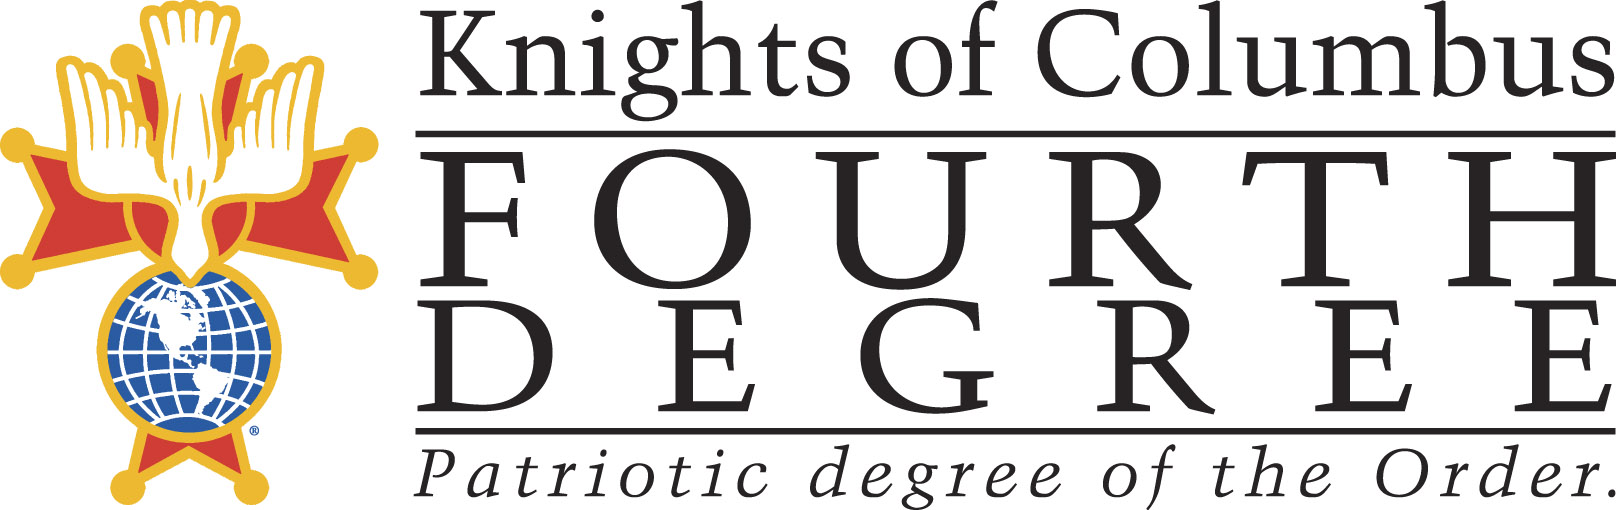 Knights of Columbus
FOURTH
DEGREE
®
Patriotic degree of the Order.